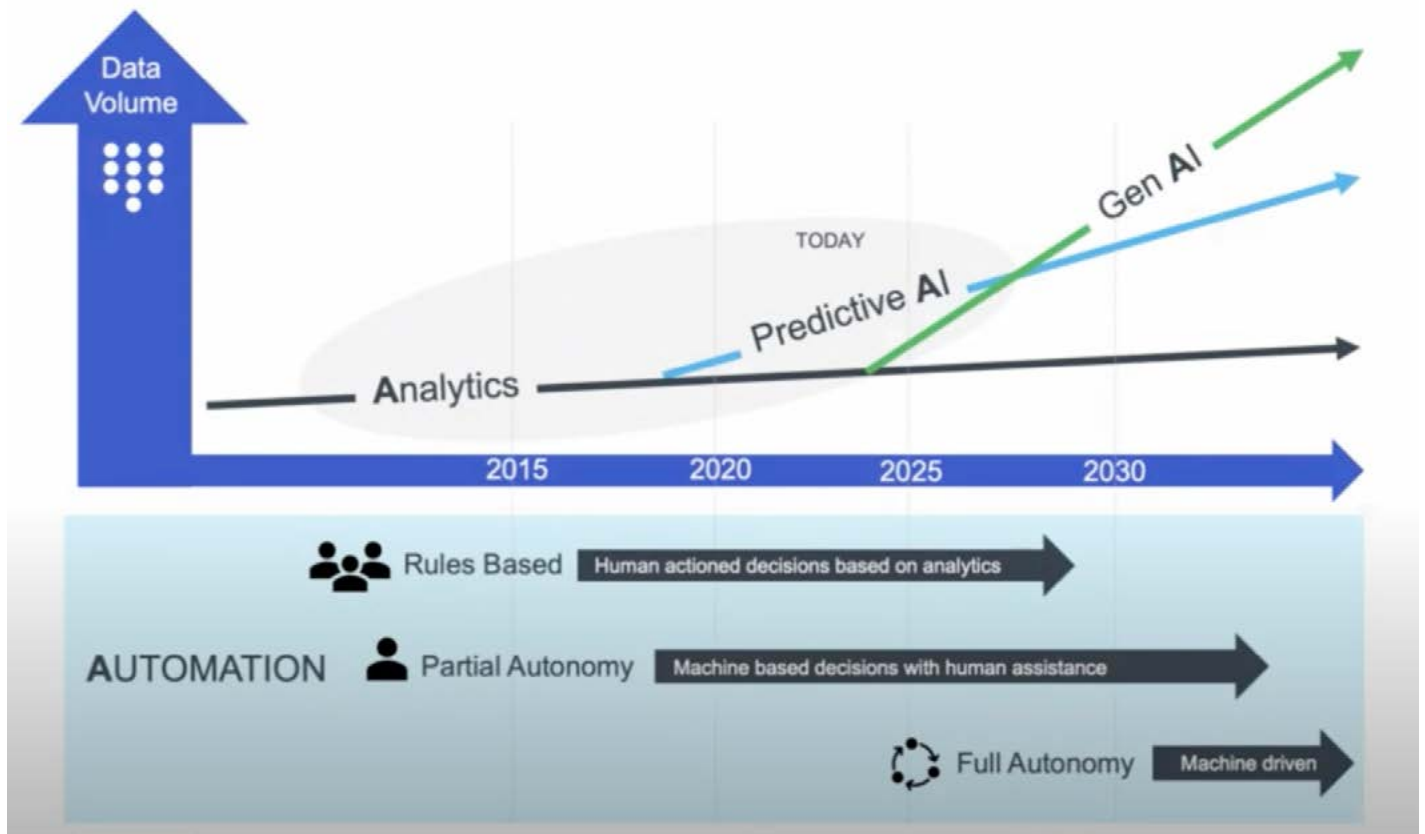 Data
Volume
TODAY
Gen AI
Predictive AI
Analytics
2015 2020 2025 2030
Rules Based Human actioned decisions based on analytics
AUTOMATION Partial Autonomy Machine based decisions with human assistance
Full Autonomy Machine driven